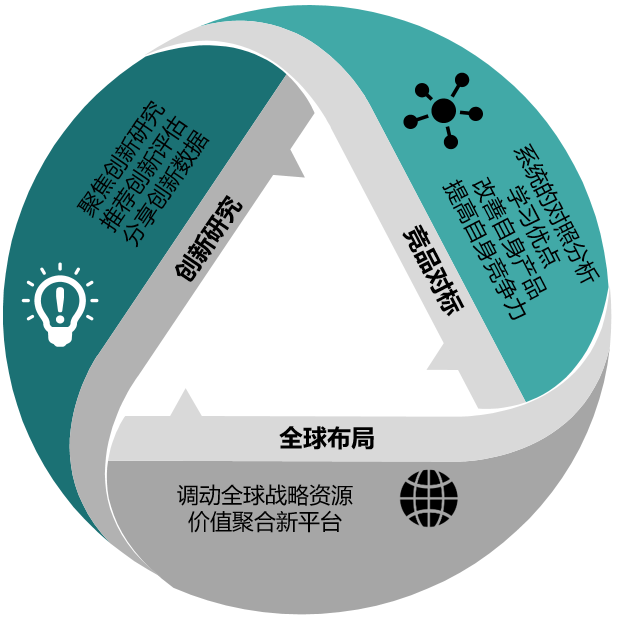 聚焦创新研究
推荐创新评估
分享创新数据
创新研究
系统的对照分析
学习优点
改善自身产品
提高自身竞争力
竞品对标
全球布局
调动全球战略资源
价值聚合新平台